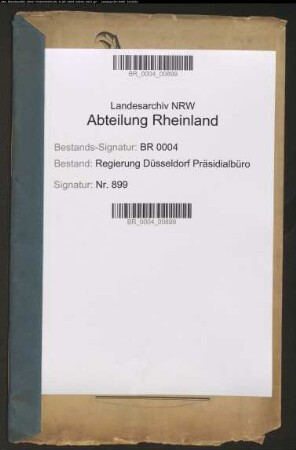 BR_0004_00899
Landesarchiv NRW
Abteilung Rheinland
Bestands-Signatur: BR 0004
Bestand: Regierung Düsseldorf Präsidialbüro
Signatur: Nr. 899
BR_0004_00899